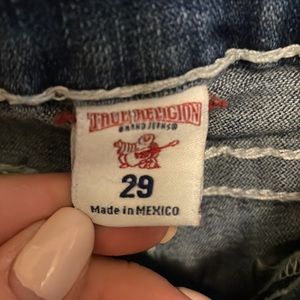 TRUE RELIGION
BRAND JEANS®
29
Made in MEXICO